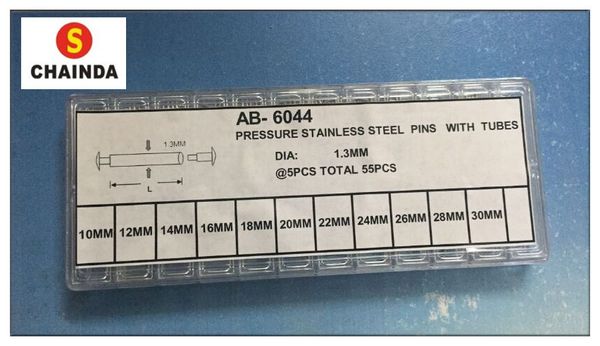 S
CHAINDA
AB- 6044
PRESSURE STAINLESS STEEL PINS WITH TUBES
1.3MM
DIA: 1.3MM
@5PCS TOTAL 55PCS
L
10MM 12MM 14MM 16MM 18MM 20MM 22MM 24MM 26MM 28MM 30MM